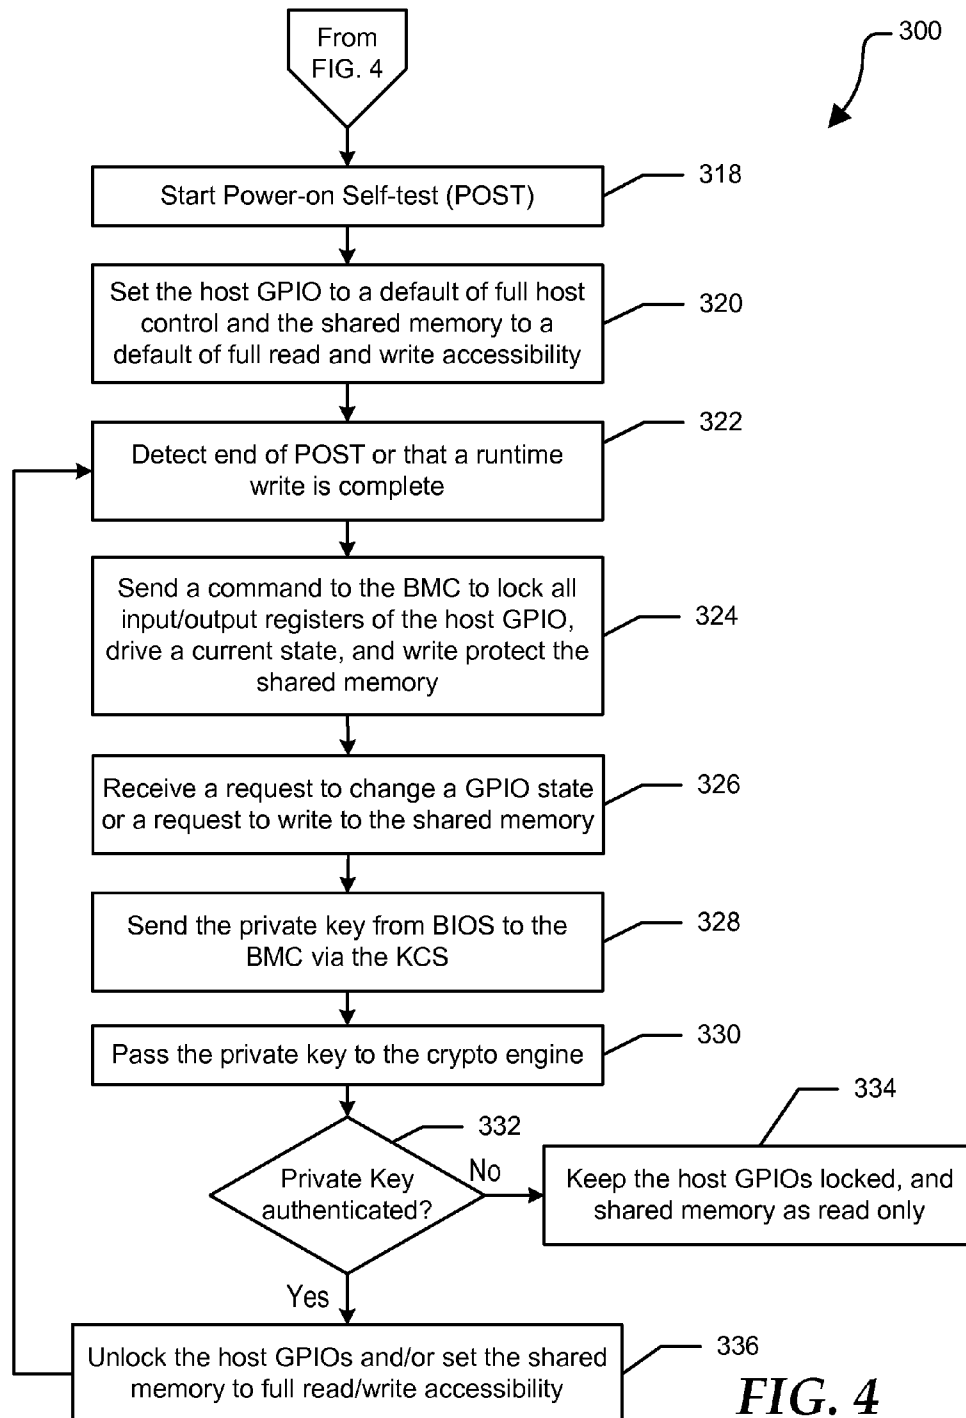 From
FIG. 4
300
Start Power-on Self-test (POST)
318
Set the host GPIO to a default of full host
control and the shared memory to a
default of full read and write accessibility
320
Detect end of POST or that a runtime
write is complete
322
Send a command to the BMC to lock all
input/output registers of the host GPIO,
drive a current state, and write protect the
shared memory
324
Receive a request to change a GPIO state
or a request to write to the shared memory
326
Send the private key from BIOS to the
BMC via the KCS
328
Pass the private key to the crypto engine
330
Private Key
authenticated?
332
No
Keep the host GPIOs locked, and
shared memory as read only
334
Yes
Unlock the host GPIOs and/or set the shared
memory to full read/write accessibility
336
FIG. 4